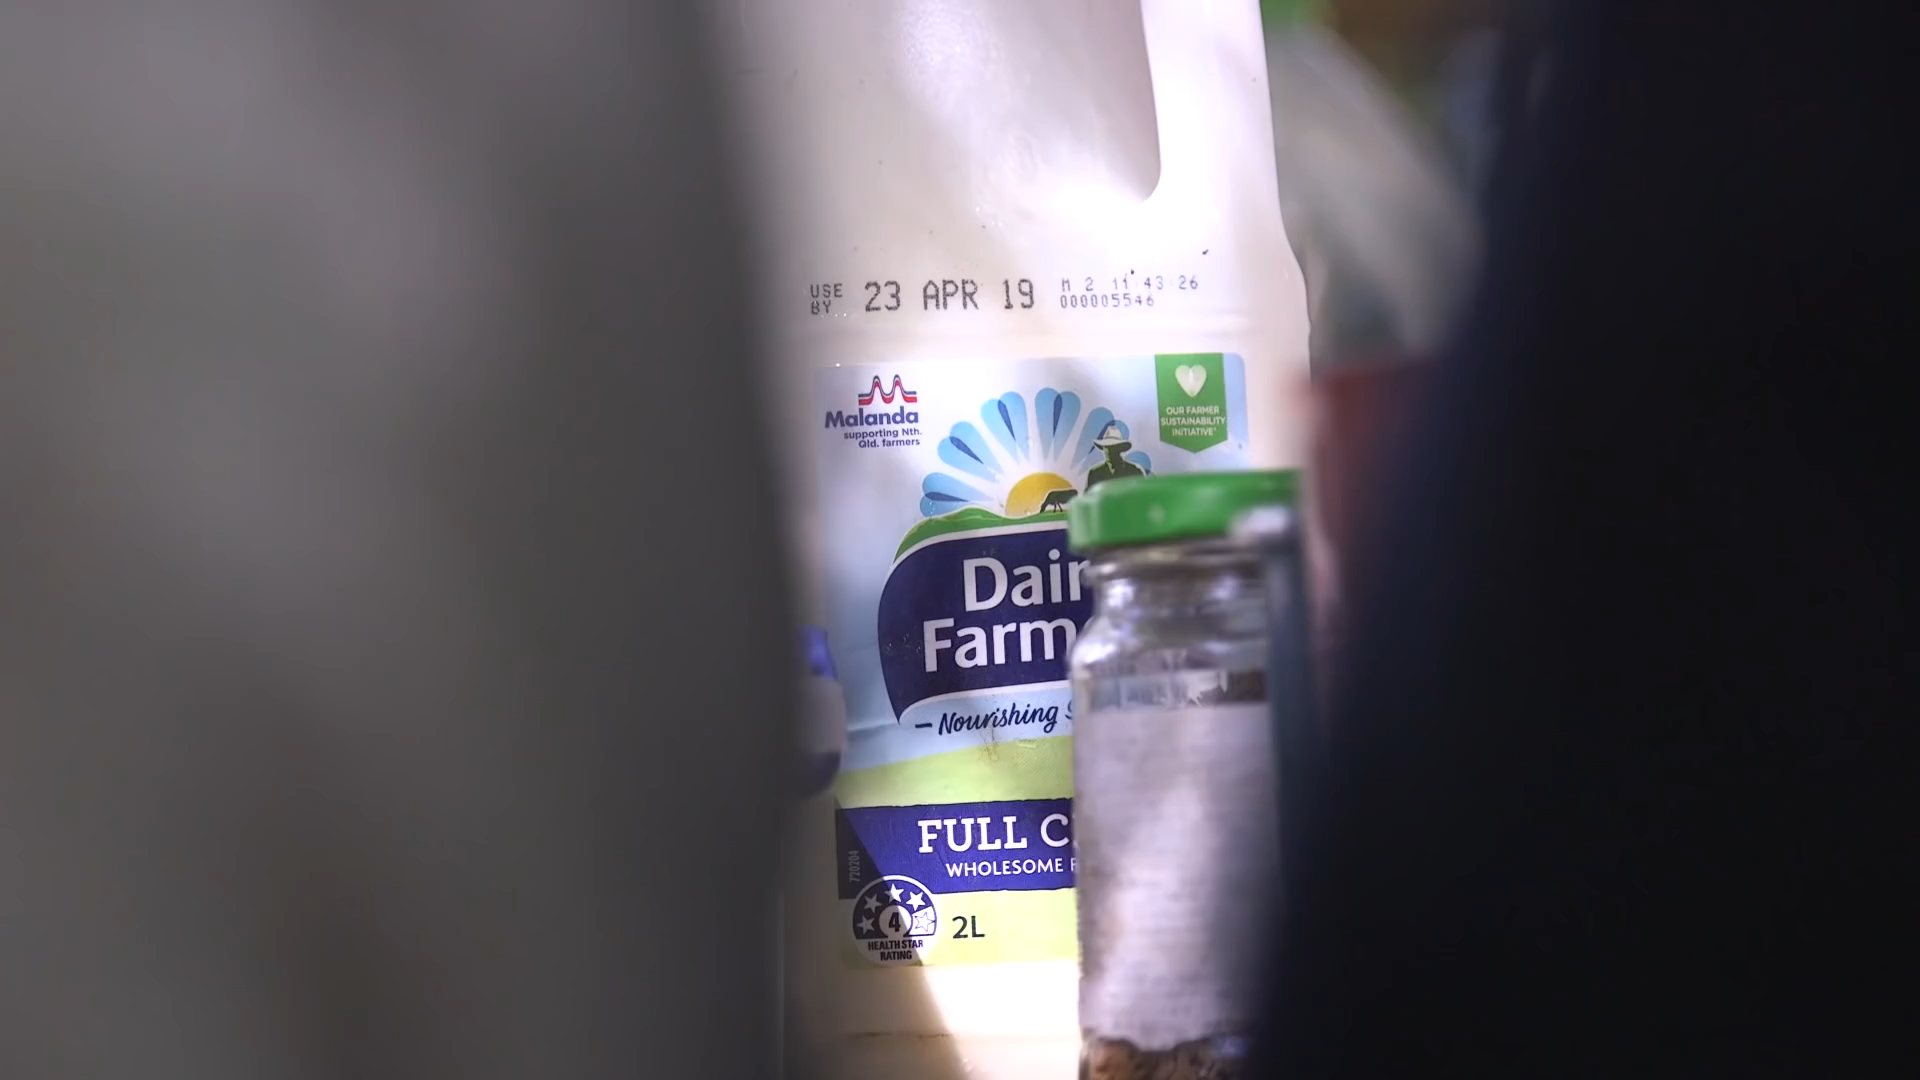 USE BY 23 APR 19 M 2 11:43:26
000005546
Malanda
supporting Nth.
Qld. farmers
OUR FARMER
SUSTAINABILITY
INITIATIVE
Dair
Farm
– Nourishing
FULL C
WHOLESOME
720204
4
HEALTH STAR
RATING
2L